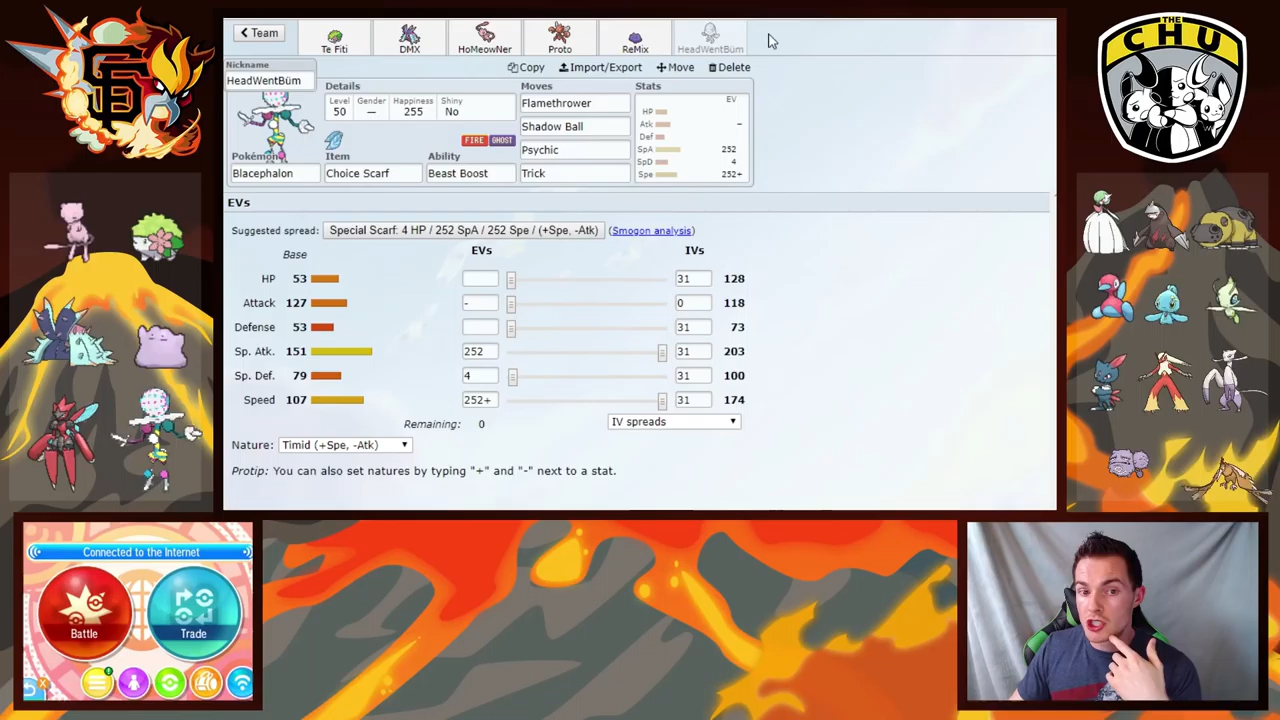 Team
Te Fiti
DMX
HoMeowNer
Proto
ReMix
HeadWentBüm
Copy Import/Export Move Delete
Nickname
HeadWentBüm
Details
Level Gender Happiness Shiny
50 — 255 No
FIRE GHOST
Pokémon Item Ability
Blacephalon Choice Scarf Beast Boost
Moves
Flamethrower
Shadow Ball
Psychic
Trick
Stats
EV
HP
Atk -
Def
SpA 252
SpD 4
Spe 252+
EVs
Suggested spread: Special Scarf: 4 HP / 252 SpA / 252 Spe / (+Spe, -Atk) (Smogon analysis)
Base EVs IVs
HP 53 31 128
Attack 127 - 0 118
Defense 53 31 73
Sp. Atk. 151 252 31 203
Sp. Def. 79 4 31 100
Speed 107 252+ 31 174
Remaining: 0 IV spreads
Nature: Timid (+Spe, -Atk)
Protip: You can also set natures by typing "+" and "-" next to a stat.
SF
THE
CHU
Connected to the Internet
Battle
Trade